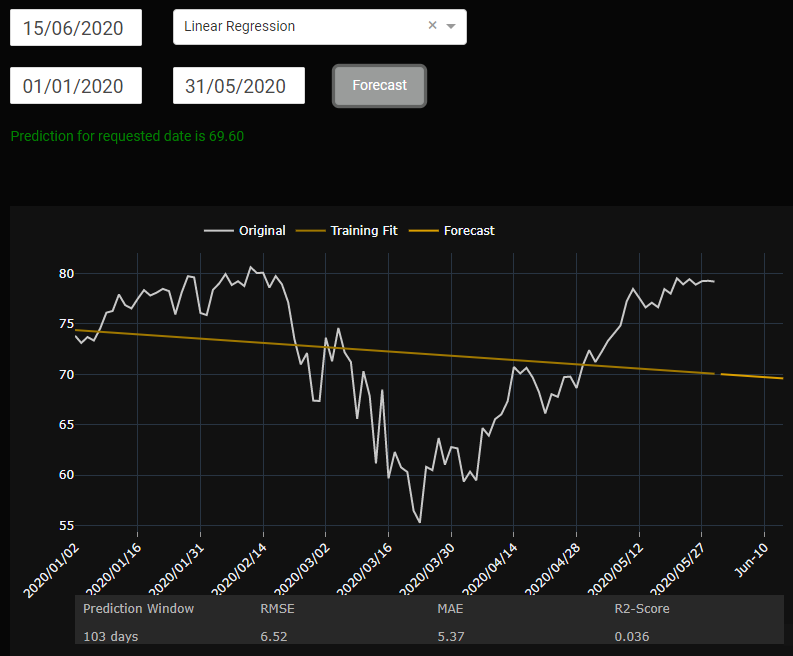 15/06/2020 Linear Regression × 
01/01/2020 31/05/2020 Forecast
Prediction for requested date is 69.60
Original Training Fit Forecast
80
75
70
65
60
55
2020/01/02 2020/01/16 2020/01/31 2020/02/14 2020/03/02 2020/03/16 2020/03/30 2020/04/14 2020/04/28 2020/05/12 2020/05/27 Jun-10
Prediction Window RMSE MAE R2-Score
103 days 6.52 5.37 0.036